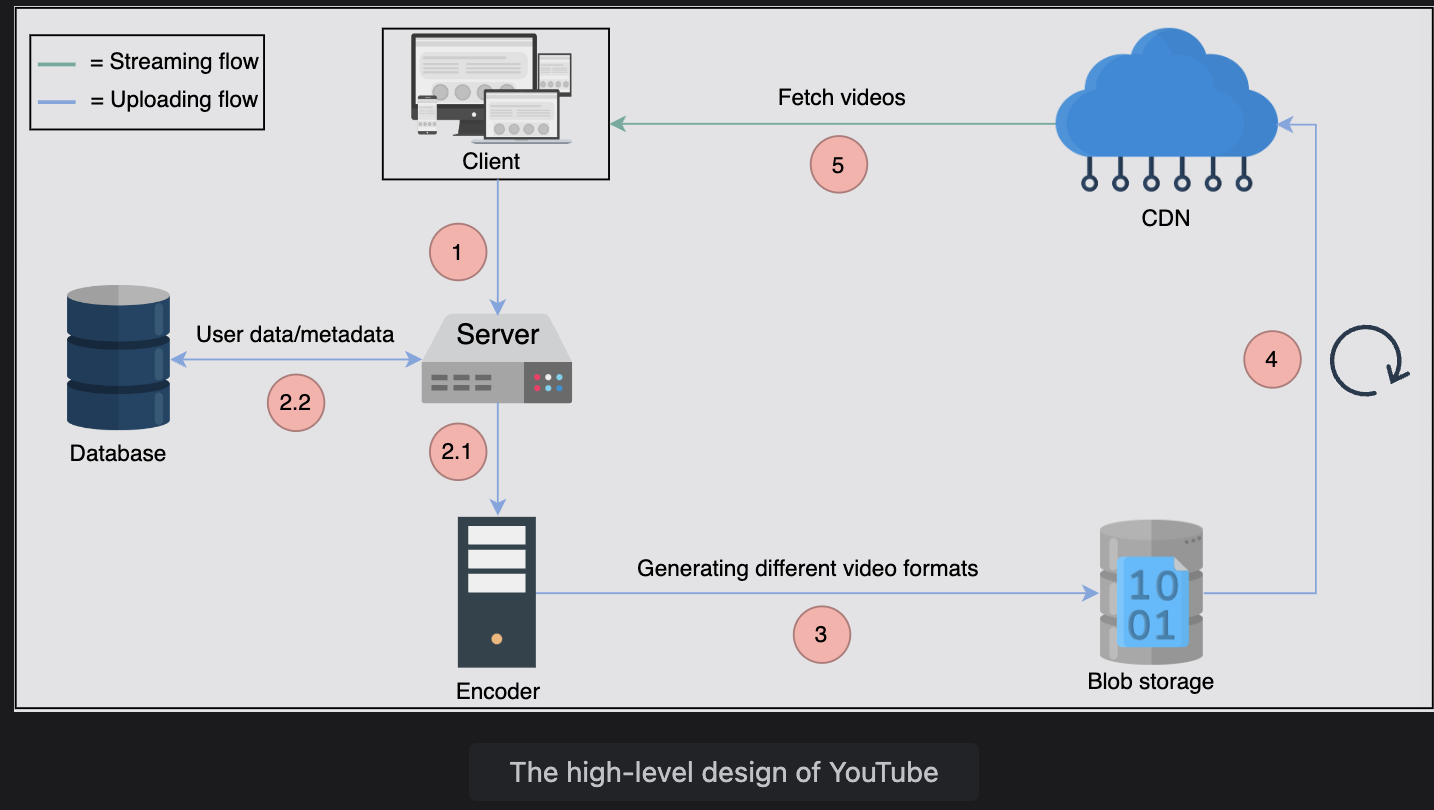 = Streaming flow
= Uploading flow
Client
Fetch videos
5
CDN
1
Server
User data/metadata
2.2
Database
2.1
4
Encoder
Generating different video formats
3
10
01
Blob storage
The high-level design of YouTube